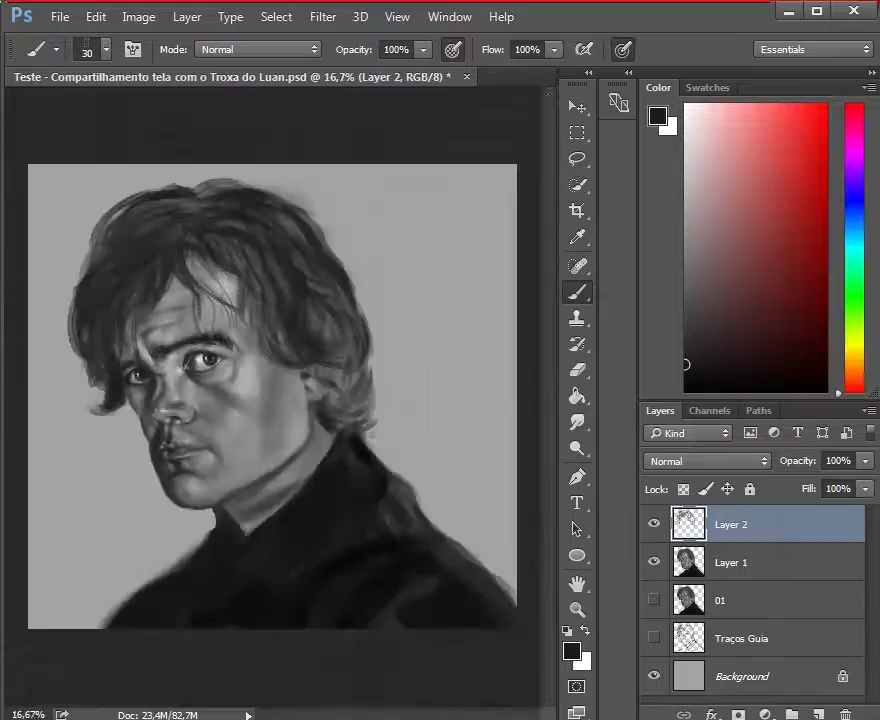 Ps File Edit Image Layer Type Select Filter 3D View Window Help
30 Mode: Normal Opacity: 100% Flow: 100% Essentials
Teste - Compartilhamento tela com o Troxa do Luan.psd @ 16,7% (Layer 2, RGB/8) * ×
Color Swatches
Layers Channels Paths
Kind
Normal Opacity: 100%
Lock: Fill: 100%
Layer 2
Layer 1
01
Traços Guia
Background
16,67% Doc: 23,4M/82,7M